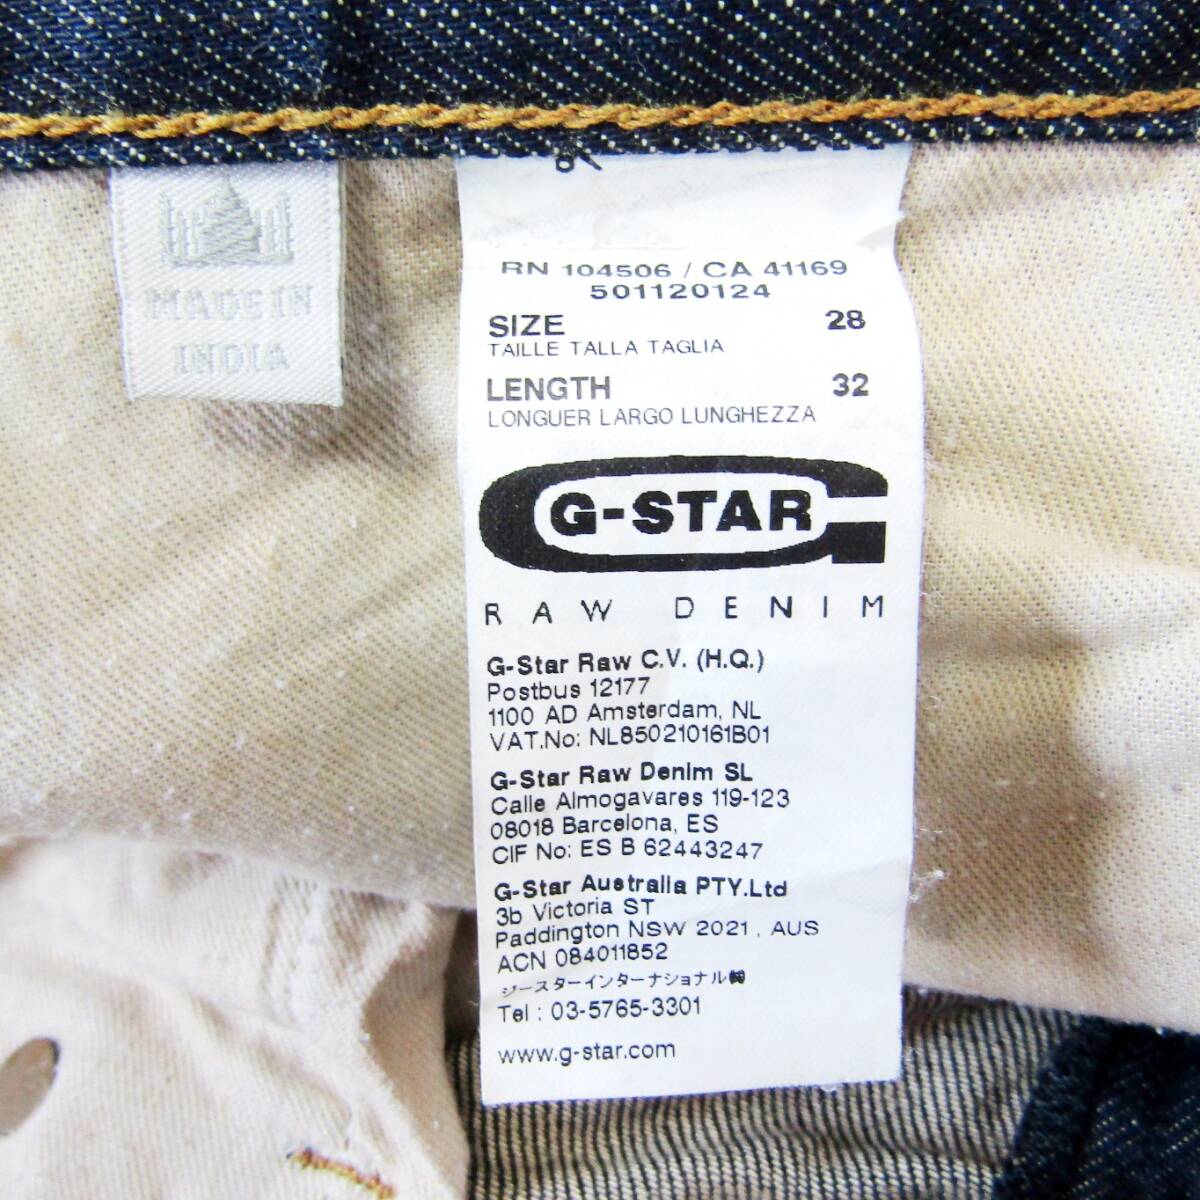 MADE IN
INDIA
RN 104506 / CA 41169
501120124
SIZE 28
TAILLE TALLA TAGLIA
LENGTH 32
LONGUER LARGO LUNGHEZZA
G-STAR
RAW DENIM
G-Star Raw C.V. (H.Q.)
Postbus 12177
1100 AD Amsterdam, NL
VAT.No: NL850210161B01
G-Star Raw Denim SL
Calle Almogavares 119-123
08018 Barcelona, ES
CIF No: ES B 62443247
G-Star Australia PTY.Ltd
3b Victoria ST
Paddington NSW 2021 , AUS
ACN 084011852
ジースターインターナショナル㈱
Tel : 03-5765-3301
www.g-star.com